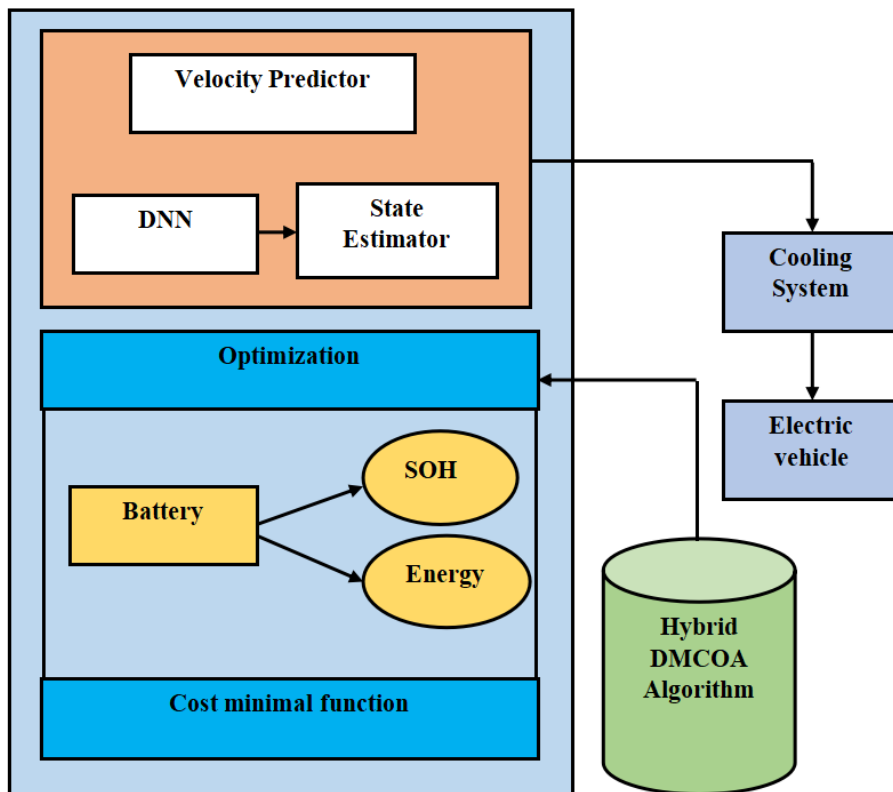 Velocity Predictor
DNN
State
Estimator
Cooling
System
Optimization
Electric
vehicle
SOH
Battery
Energy
Hybrid
DMCOA
Algorithm
Cost minimal function